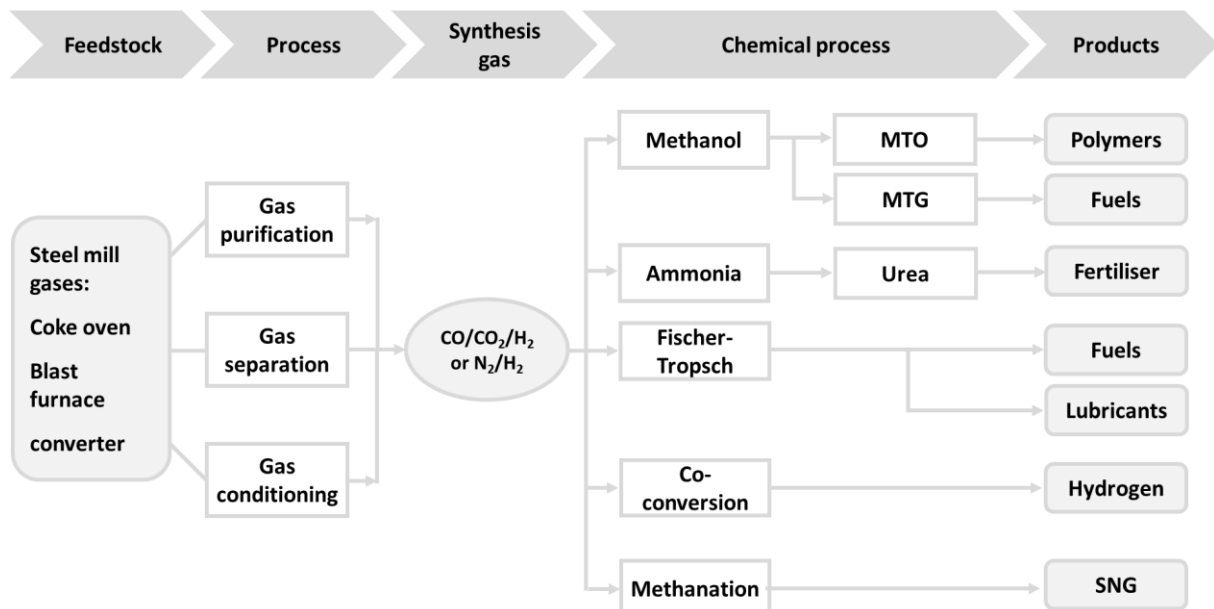 Feedstock
Process
Synthesis
gas
Chemical process
Products
Steel mill
gases:
Coke oven
Blast
furnace
converter
Gas
purification
Gas
separation
Gas
conditioning
CO/CO₂/H₂
or N₂/H₂
Methanol
MTO
Polymers
MTG
Fuels
Ammonia
Urea
Fertiliser
Fischer-
Tropsch
Fuels
Lubricants
Co-
conversion
Hydrogen
Methanation
SNG